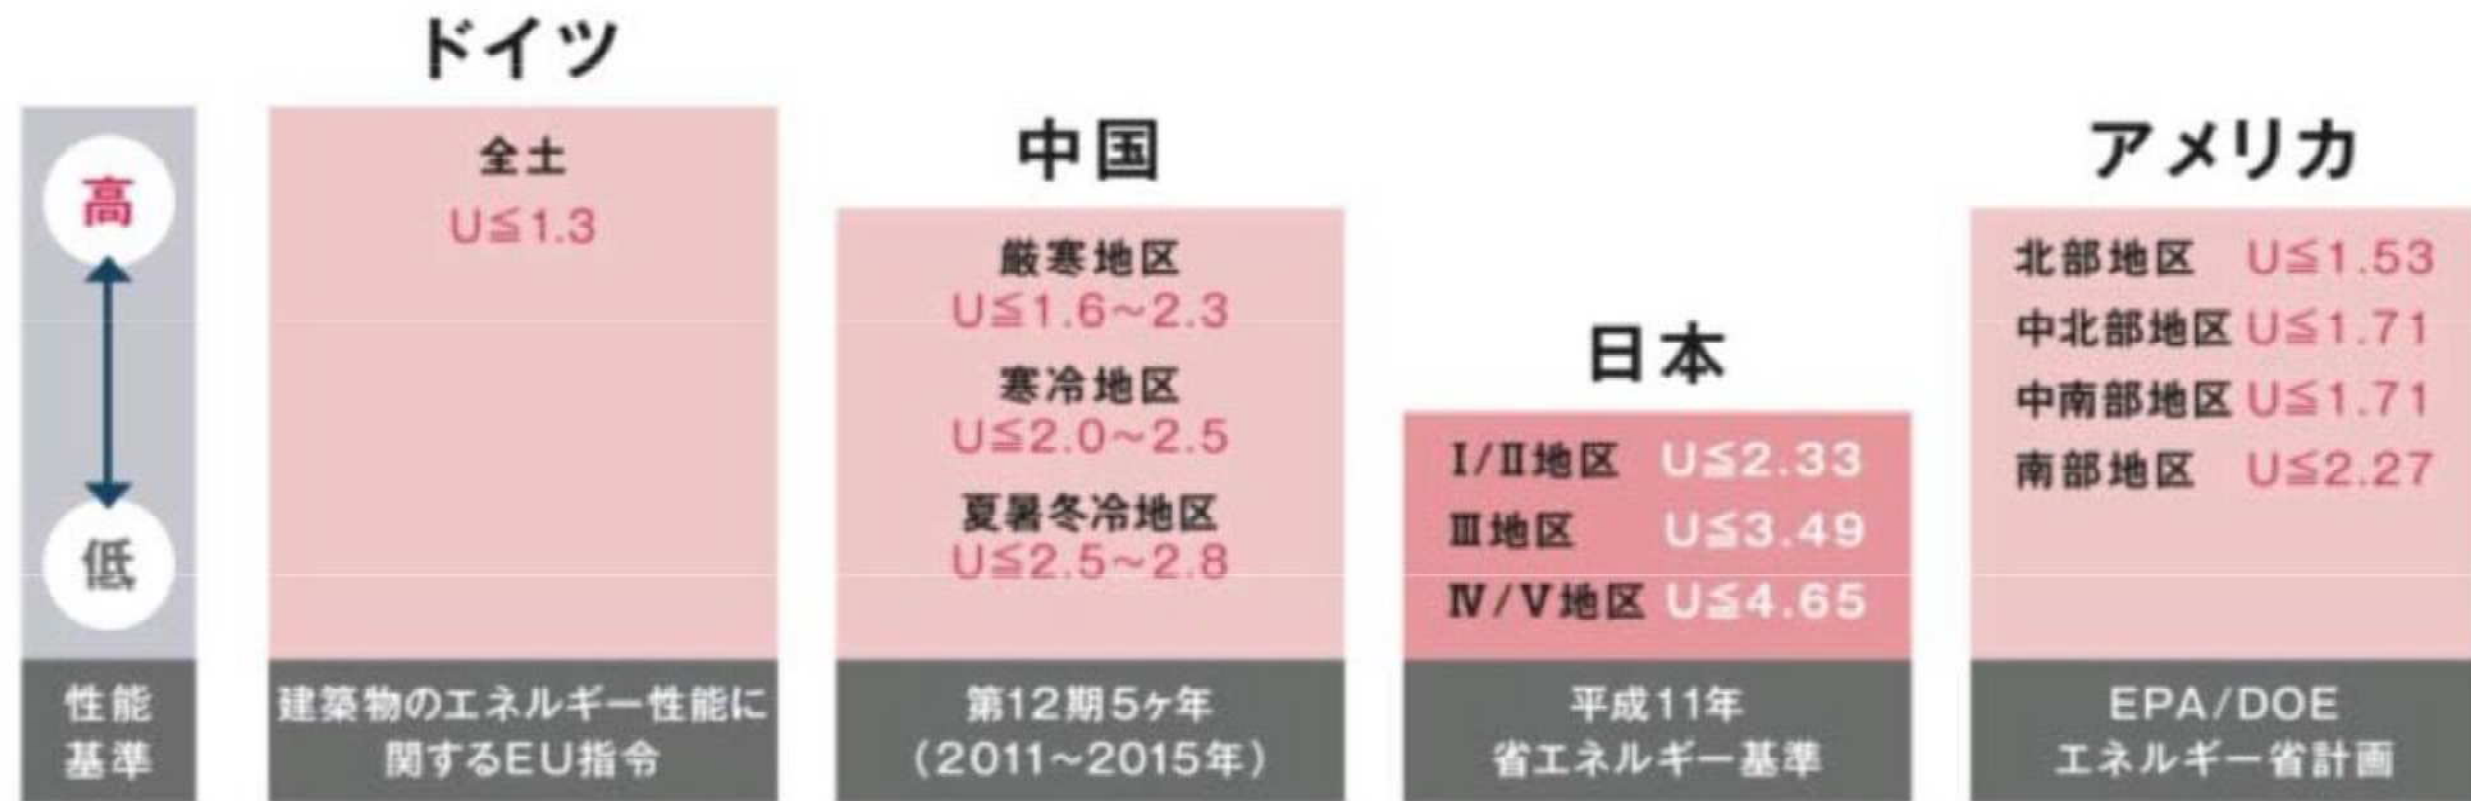 高
低
性能
基準
ドイツ
全土
U≦1.3
建築物のエネルギー性能に
関するEU指令
中国
厳寒地区
U≦1.6~2.3
寒冷地区
U≦2.0~2.5
夏暑冬冷地区
U≦2.5~2.8
第12期5ヶ年
(2011~2015年)
日本
Ⅰ/Ⅱ地区 U≦2.33
Ⅲ地区 U≦3.49
Ⅳ/Ⅴ地区 U≦4.65
平成11年
省エネルギー基準
アメリカ
北部地区 U≦1.53
中北部地区 U≦1.71
中南部地区 U≦1.71
南部地区 U≦2.27
EPA/DOE
エネルギー省計画